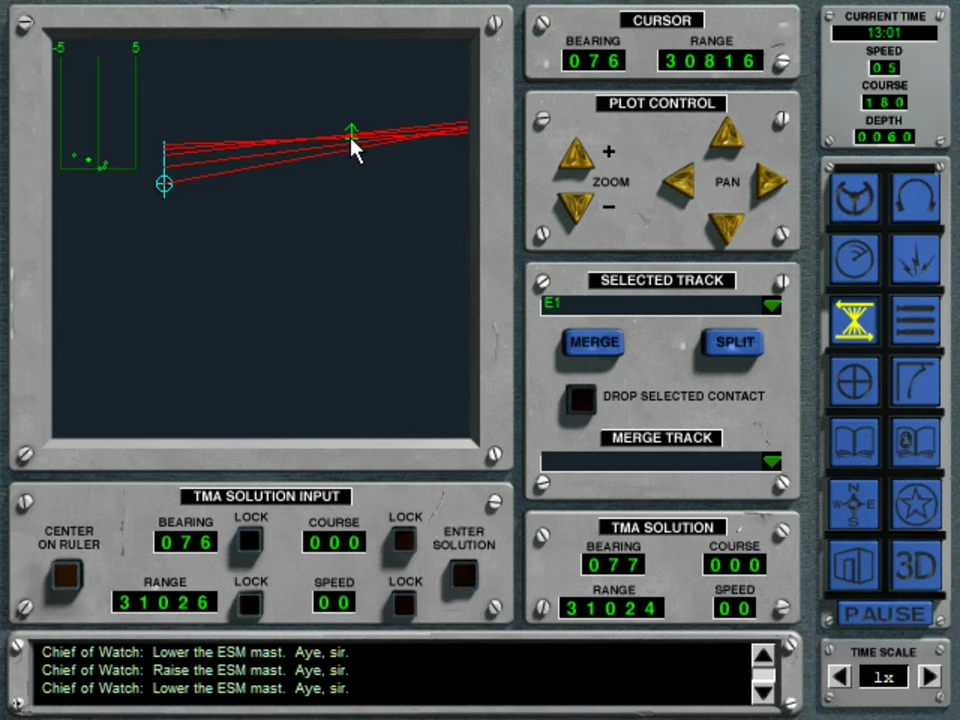 -5 5
CURSOR
BEARING RANGE
076 30816
PLOT CONTROL
+
ZOOM PAN
−
SELECTED TRACK
E1
MERGE SPLIT
DROP SELECTED CONTACT
MERGE TRACK
CURRENT TIME
13:01
SPEED
05
COURSE
180
DEPTH
0060
N
W E
S
3D
PAUSE
TIME SCALE
1x
TMA SOLUTION INPUT
CENTER ON RULER
BEARING LOCK COURSE LOCK
076 000
ENTER SOLUTION
RANGE LOCK SPEED LOCK
31026 00
TMA SOLUTION
BEARING COURSE
077 000
RANGE SPEED
31024 00
Chief of Watch: Lower the ESM mast. Aye, sir.
Chief of Watch: Raise the ESM mast. Aye, sir.
Chief of Watch: Lower the ESM mast. Aye, sir.